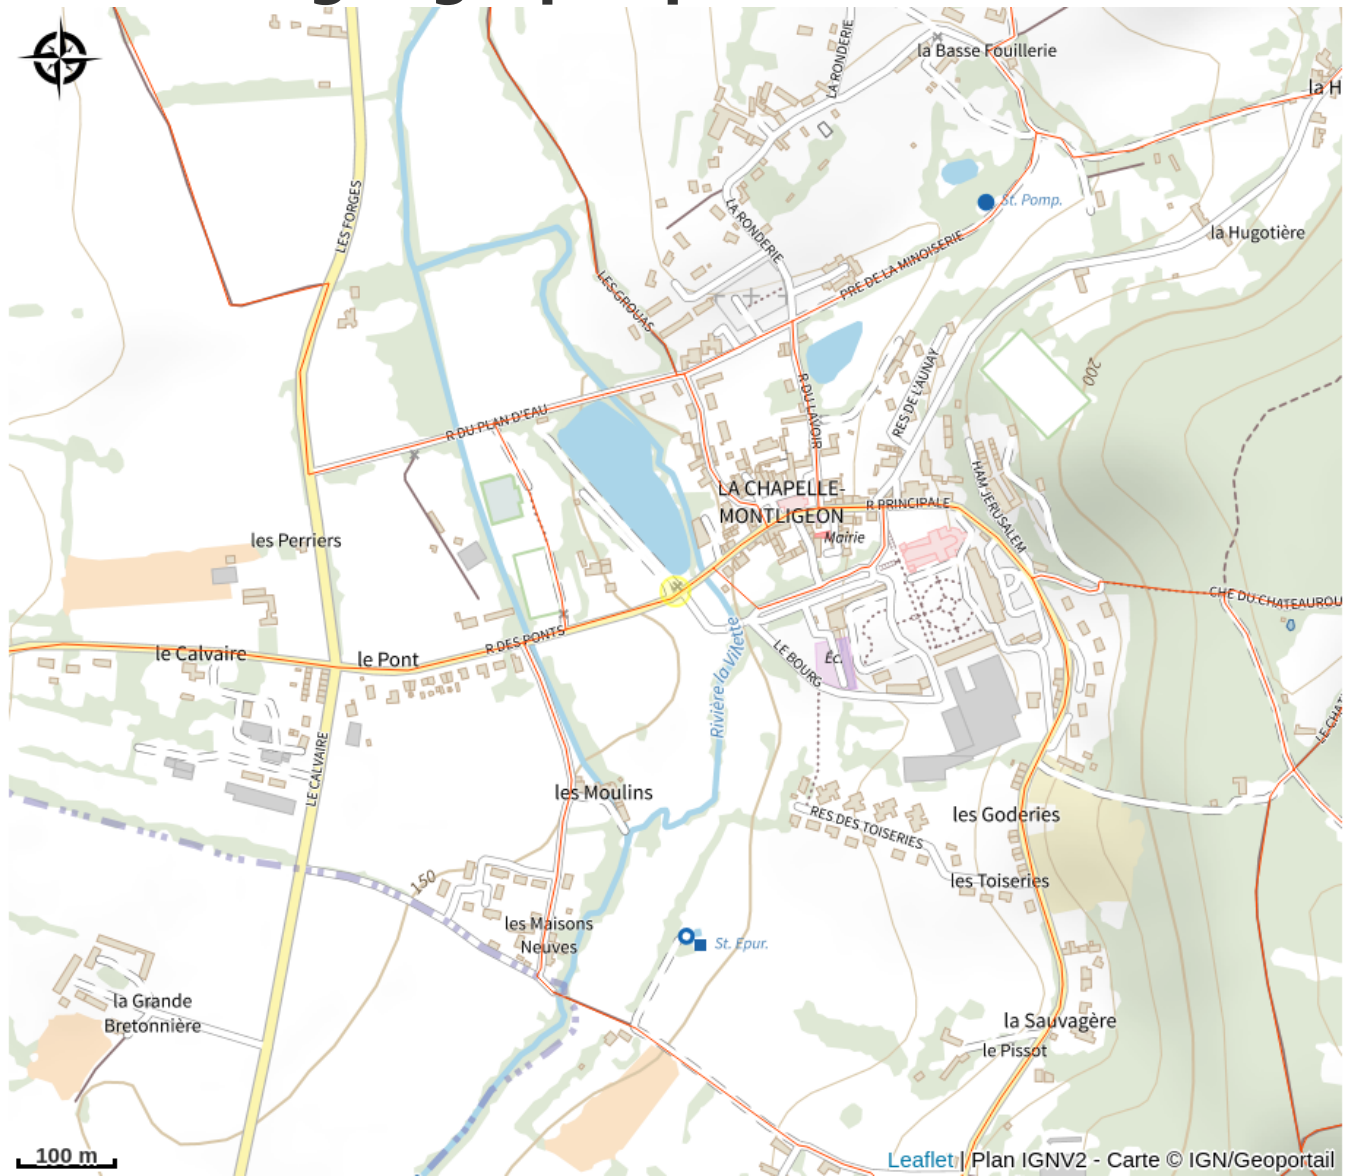 la Basse Fouillerie
LA RONDERIE
la H
LES FORGES
St. Pomp.
LA RONDERIE
la Hugotière
PRÉ DE LA MINOISERIE
LES GROUAS
200
RES DE L'AUNAY
R DU LAVOIR
R DU PLAN D'EAU
HAM JERUSALEM
LA CHAPELLE-
MONTLIGEON
R PRINCIPALE
Mairie
les Perriers
CHE DU CHATEAUROU
R DES PONTS
le Calvaire
le Pont
Rivière la Villette
LE BOURG
Éc.
LE CHAT
LE CALVAIRE
les Moulins
RES DES TOISERIES
les Goderies
150
les Toiseries
les Maisons
Neuves
St. Epur.
la Grande
Bretonnière
la Sauvagère
le Pissot
100 m
Leaflet | Plan IGNV2 - Carte © IGN/Geoportail